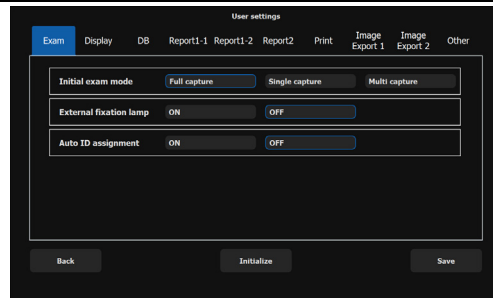 User settings
Exam Display DB Report1-1 Report1-2 Report2 Print Image Export 1 Image Export 2 Other
Initial exam mode Full capture Single capture Multi capture
External fixation lamp ON OFF
Auto ID assignment ON OFF
Back Initialize Save